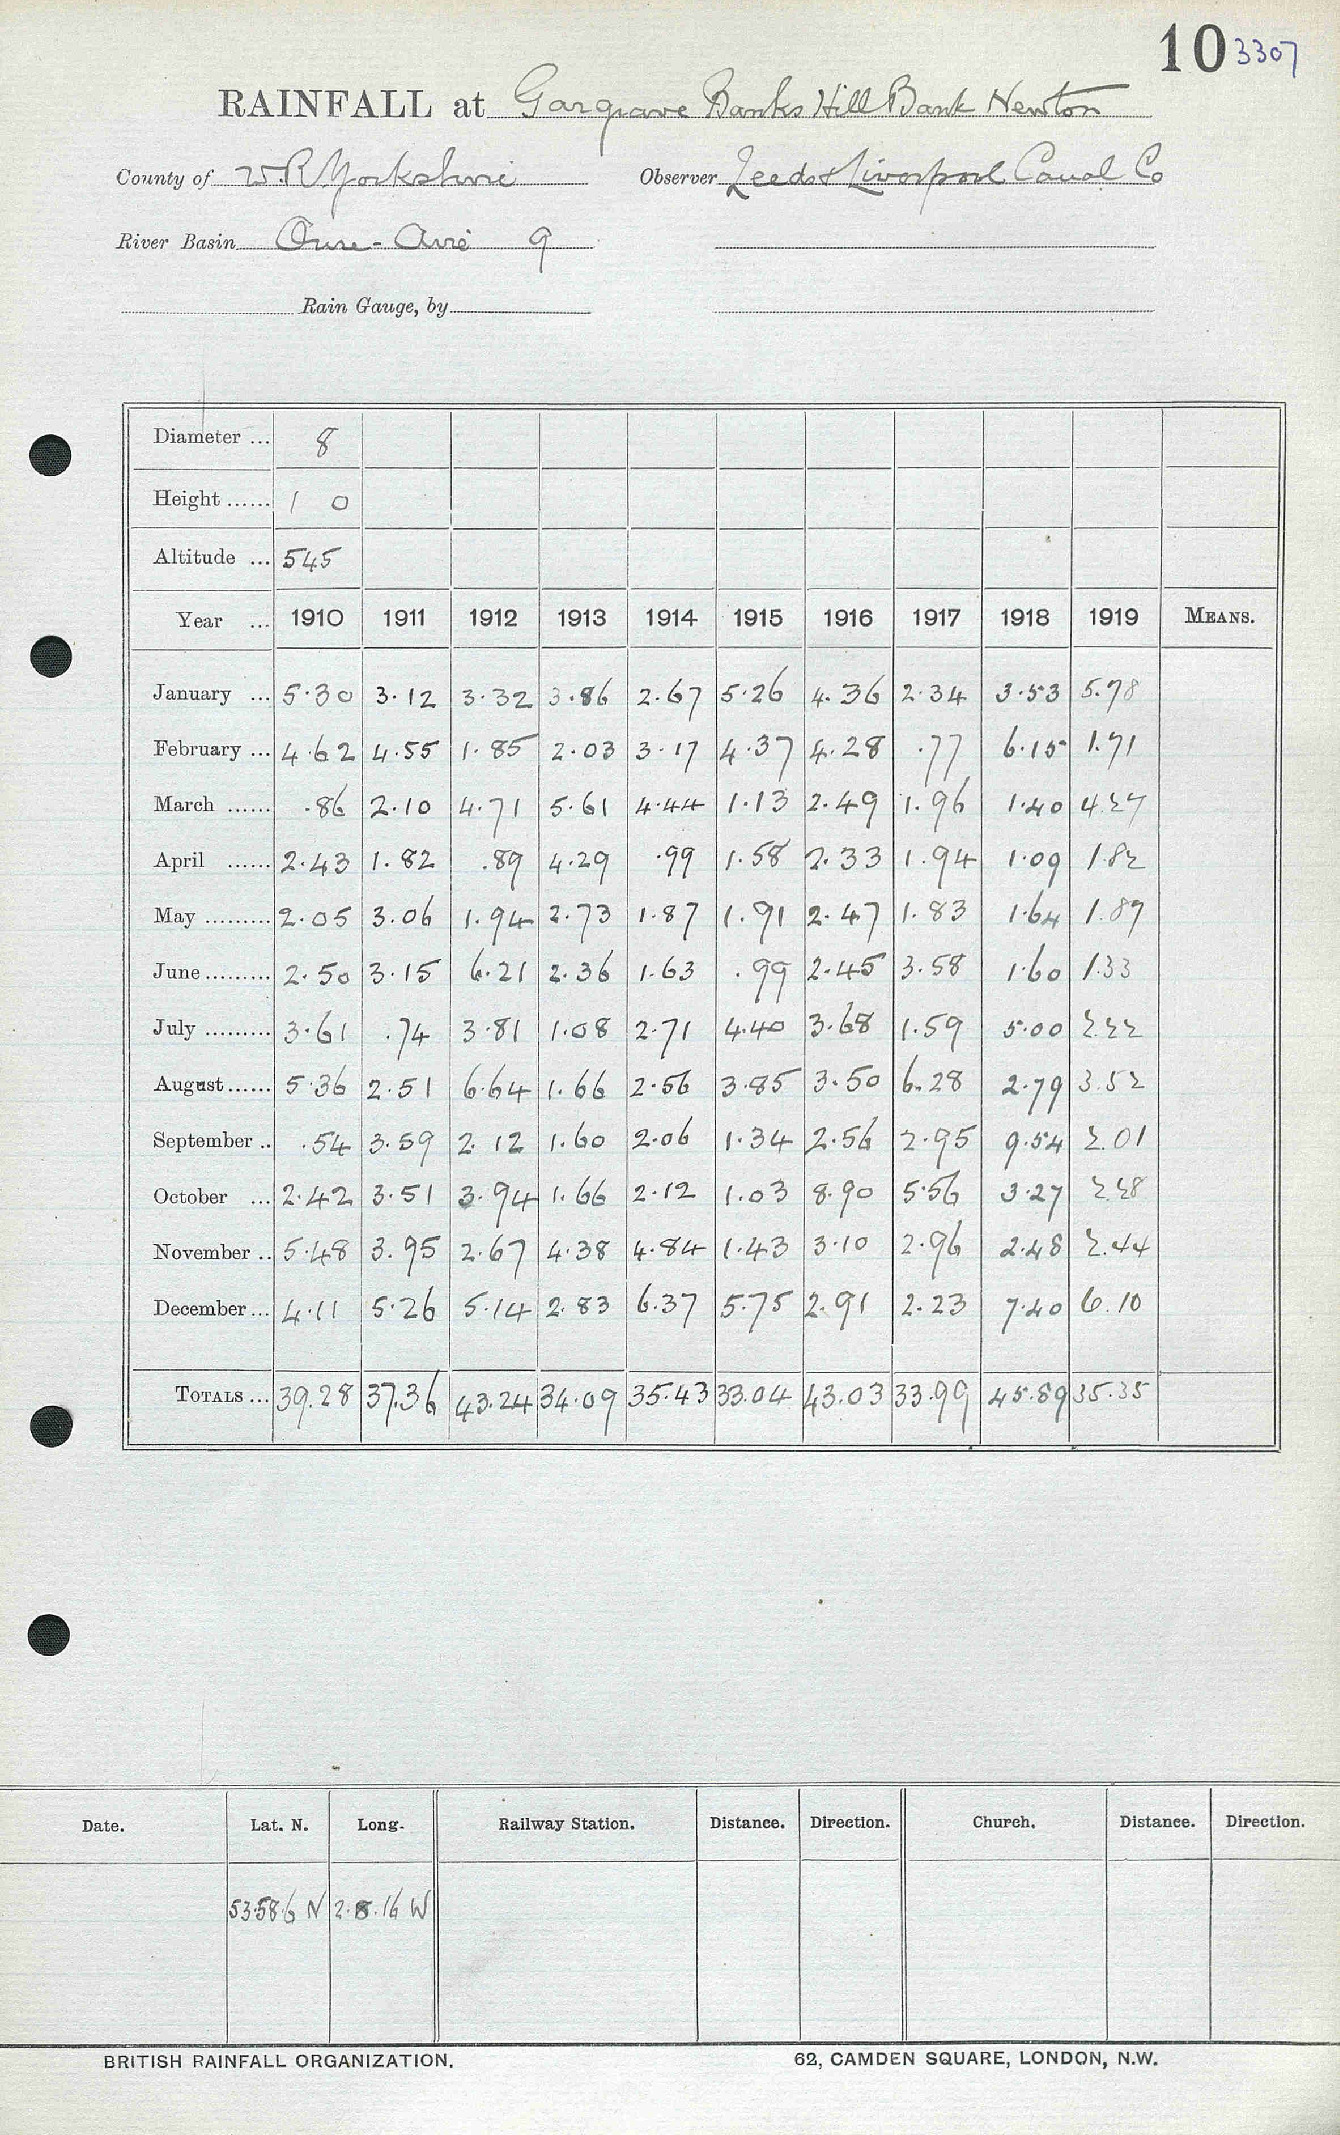 10 3307
RAINFALL at Gargrave Banks Hill Bank Newton
County of W.R Yorkshire Observer Leeds & Liverpool Canal Co
River Basin Ouse - Aire 9
Rain Gauge, by
Diameter ... 8
Height ...... 1 0
Altitude ... 545
Year ... 1910 1911 1912 1913 1914 1915 1916 1917 1918 1919 MEANS.
January ... 5.30 3.12 3.32 3.86 2.67 5.26 4.36 2.34 3.53 5.78
February ... 4.62 4.55 1.85 2.03 3.17 4.37 4.28 .77 6.15 1.71
March ...... .86 2.10 4.71 5.61 4.44 1.13 2.49 1.96 1.40 4.27
April ...... 2.43 1.82 .89 4.29 .99 1.58 2.33 1.94 1.09 1.82
May ......... 2.05 3.06 1.94 2.73 1.87 1.91 2.47 1.83 1.64 1.87
June ......... 2.50 3.15 6.21 2.36 1.63 .99 2.45 3.58 1.60 1.33
July ......... 3.61 .74 3.81 1.08 2.71 4.40 3.68 1.59 5.00 2.22
August ...... 5.36 2.51 6.64 1.66 2.56 3.85 3.50 6.28 2.79 3.52
September .. .54 3.59 2.12 1.60 2.06 1.34 2.56 2.95 9.54 2.01
October ... 2.42 3.51 3.94 1.66 2.12 1.03 8.90 5.56 3.27 2.28
November .. 5.48 3.95 2.67 4.38 4.84 1.43 3.10 2.96 2.48 2.44
December ... 4.11 5.26 5.14 2.83 6.37 5.75 2.91 2.23 7.40 6.10
TOTALS ... 39.28 37.36 43.24 34.09 35.43 33.04 43.03 33.99 45.89 35.35
Date. Lat. N. Long. Railway Station. Distance. Direction. Church. Distance. Direction.
53.58.6 N 2.8.16 W
BRITISH RAINFALL ORGANIZATION. 62, CAMDEN SQUARE, LONDON, N.W.